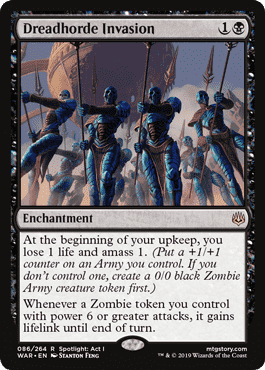 Dreadhorde Invasion 1
Enchantment
At the beginning of your upkeep, you
lose 1 life and amass 1. (Put a +1/+1
counter on an Army you control. If you
don't control one, create a 0/0 black Zombie
Army creature token first.)
Whenever a Zombie token you control
with power 6 or greater attacks, it gains
lifelink until end of turn.
086/264 R Spotlight: Act I
WAR • EN Stanton Feng
mtgstory.com
™ & © 2019 Wizards of the Coast